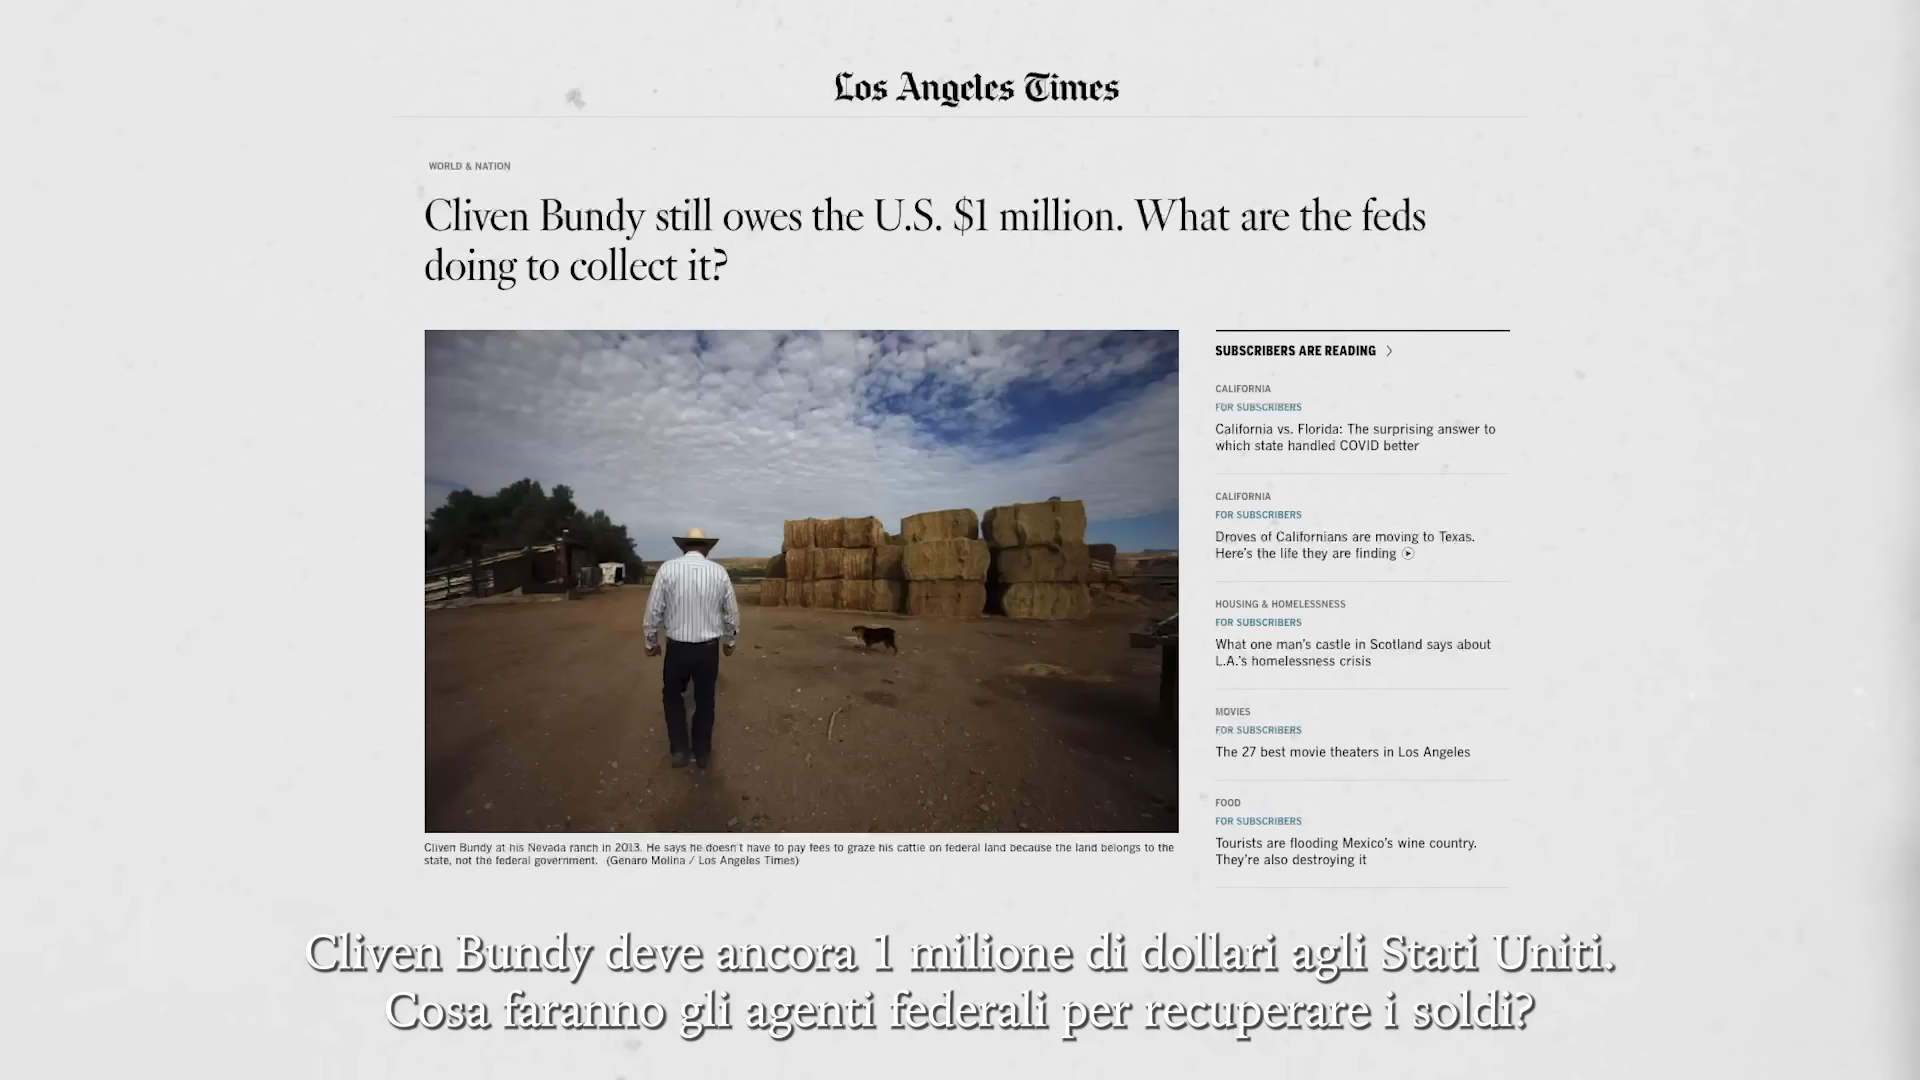 Los Angeles Times
WORLD & NATION
Cliven Bundy still owes the U.S. $1 million. What are the feds
doing to collect it?
SUBSCRIBERS ARE READING
CALIFORNIA
FOR SUBSCRIBERS
California vs. Florida: The surprising answer to
which state handled COVID better
CALIFORNIA
FOR SUBSCRIBERS
Droves of Californians are moving to Texas.
Here's the life they are finding
HOUSING & HOMELESSNESS
FOR SUBSCRIBERS
What one man's castle in Scotland says about
L.A.'s homelessness crisis
MOVIES
FOR SUBSCRIBERS
The 27 best movie theaters in Los Angeles
FOOD
FOR SUBSCRIBERS
Tourists are flooding Mexico's wine country.
They're also destroying it
Cliven Bundy at his Nevada ranch in 2013. He says he doesn't have to pay fees to graze his cattle on federal land because the land belongs to the
state, not the federal government. (Genaro Molina / Los Angeles Times)
Cliven Bundy deve ancora 1 milione di dollari agli Stati Uniti.
Cosa faranno gli agenti federali per recuperare i soldi?